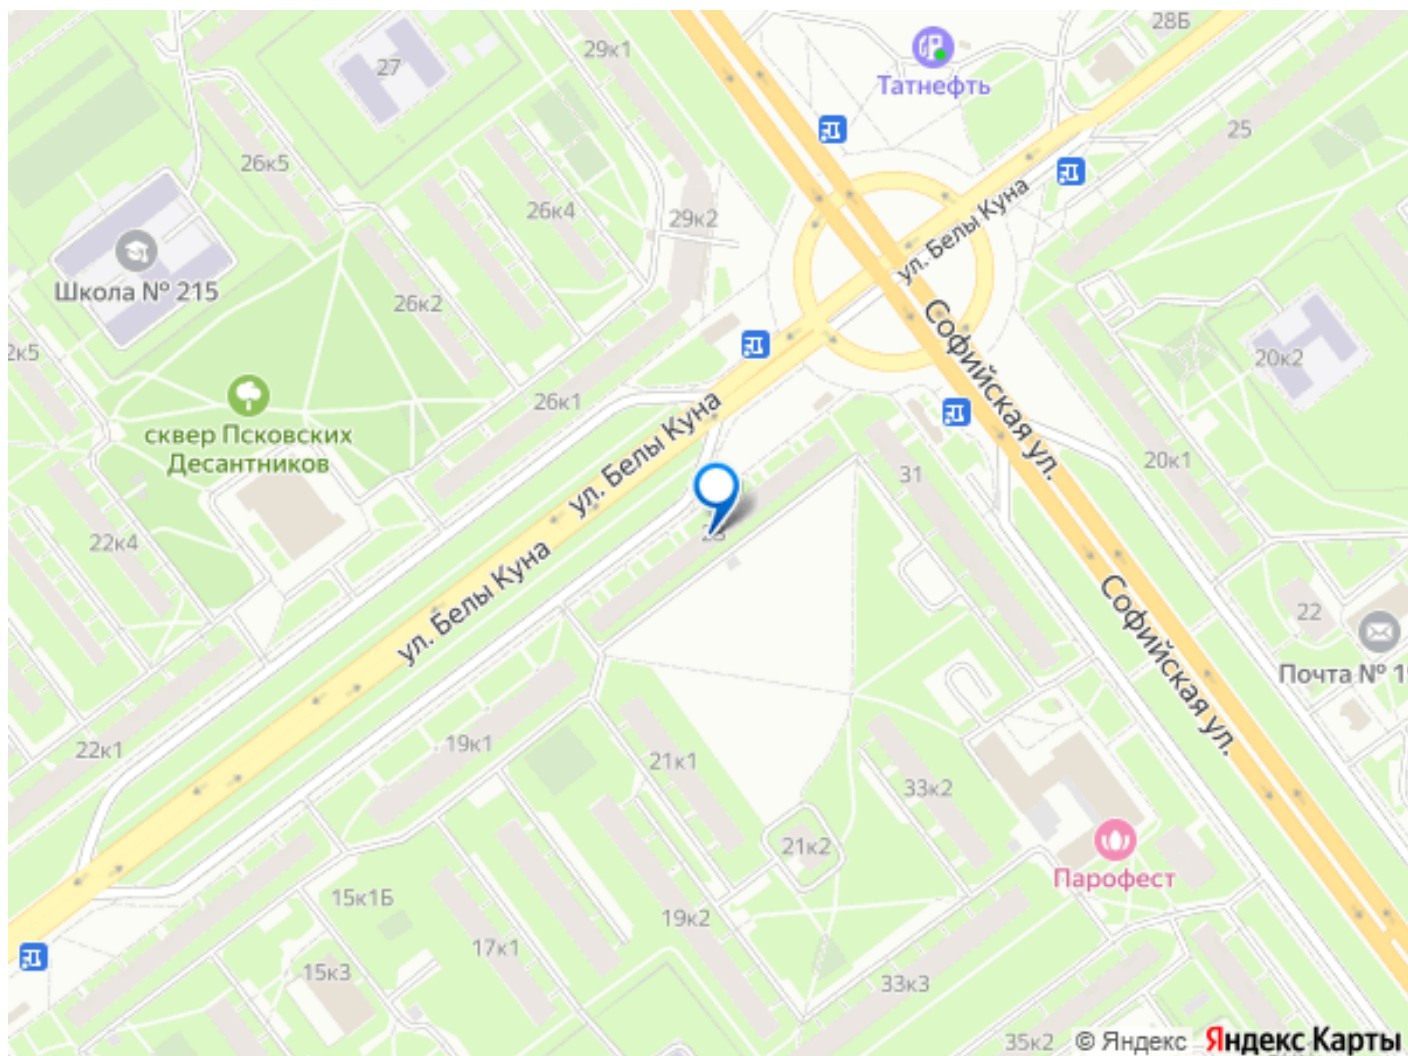 28Б
29к1
27
Татнефть
25
26к5
26к4
29к2
ул. Белы Куна
Школа № 215
26к2
2к5
Софийская ул.
20к2
26к1
ул. Белы Куна
сквер Псковских
Десантников
20к1
31
22к4
ул. Белы Куна
Софийская ул.
22
Почта № 19
22к1
19к1
21к1
33к2
21к2
Парофест
15к1Б
19к2
17к1
15к3
33к3
35к2
© Яндекс
Яндекс Карты